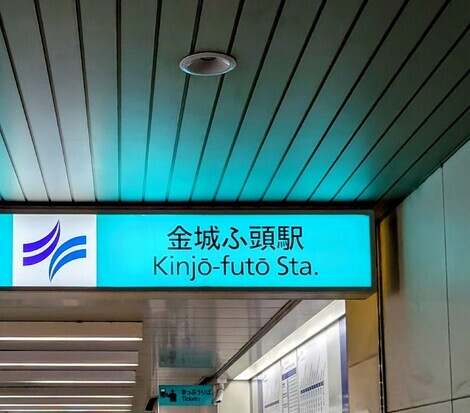 金城ふ頭駅
Kinjō-futō Sta.
きっぷうりば
Tickets